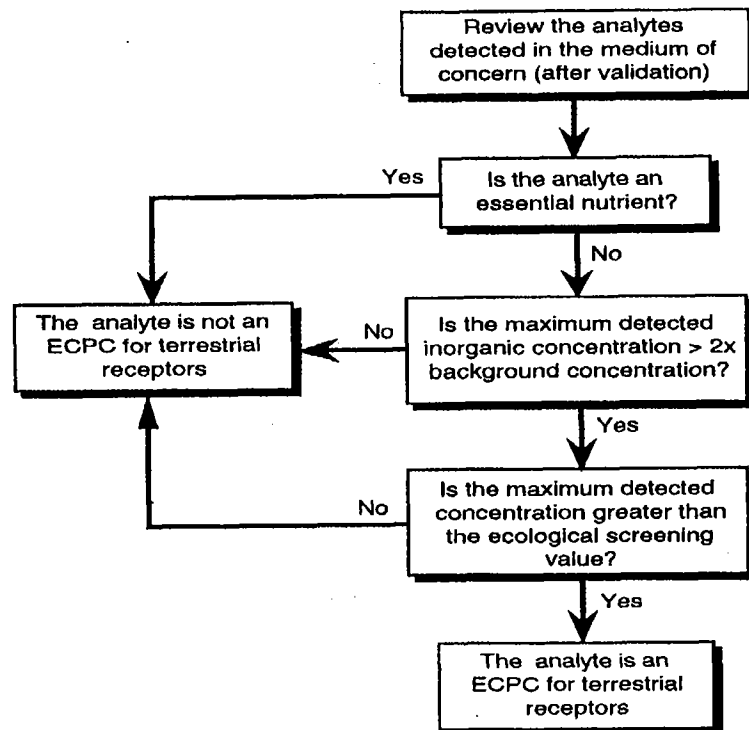 Review the analytes
detected in the medium of
concern (after validation)
Yes
Is the analyte an
essential nutrient?
No
The analyte is not an
ECPC for terrestrial
receptors
No
Is the maximum detected
inorganic concentration > 2x
background concentration?
Yes
No
Is the maximum detected
concentration greater than
the ecological screening
value?
Yes
The analyte is an
ECPC for terrestrial
receptors